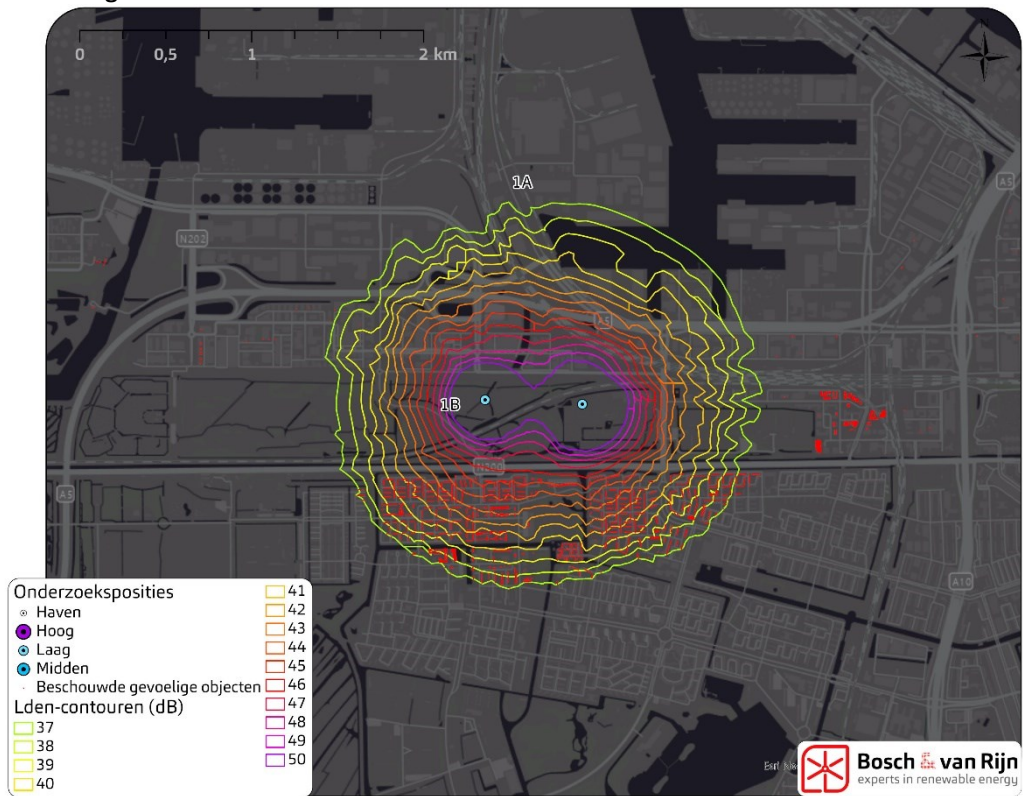 0 0,5 1 2 km
N
1A
A5
N202
A5
1B
N200
A5
A10
Onderzoeksposities
Haven
Hoog
Laag
Midden
Beschouwde gevoelige objecten
Lden-contouren (dB)
37
38
39
40
41
42
43
44
45
46
47
48
49
50
Bosch & van Rijn
experts in renewable energy